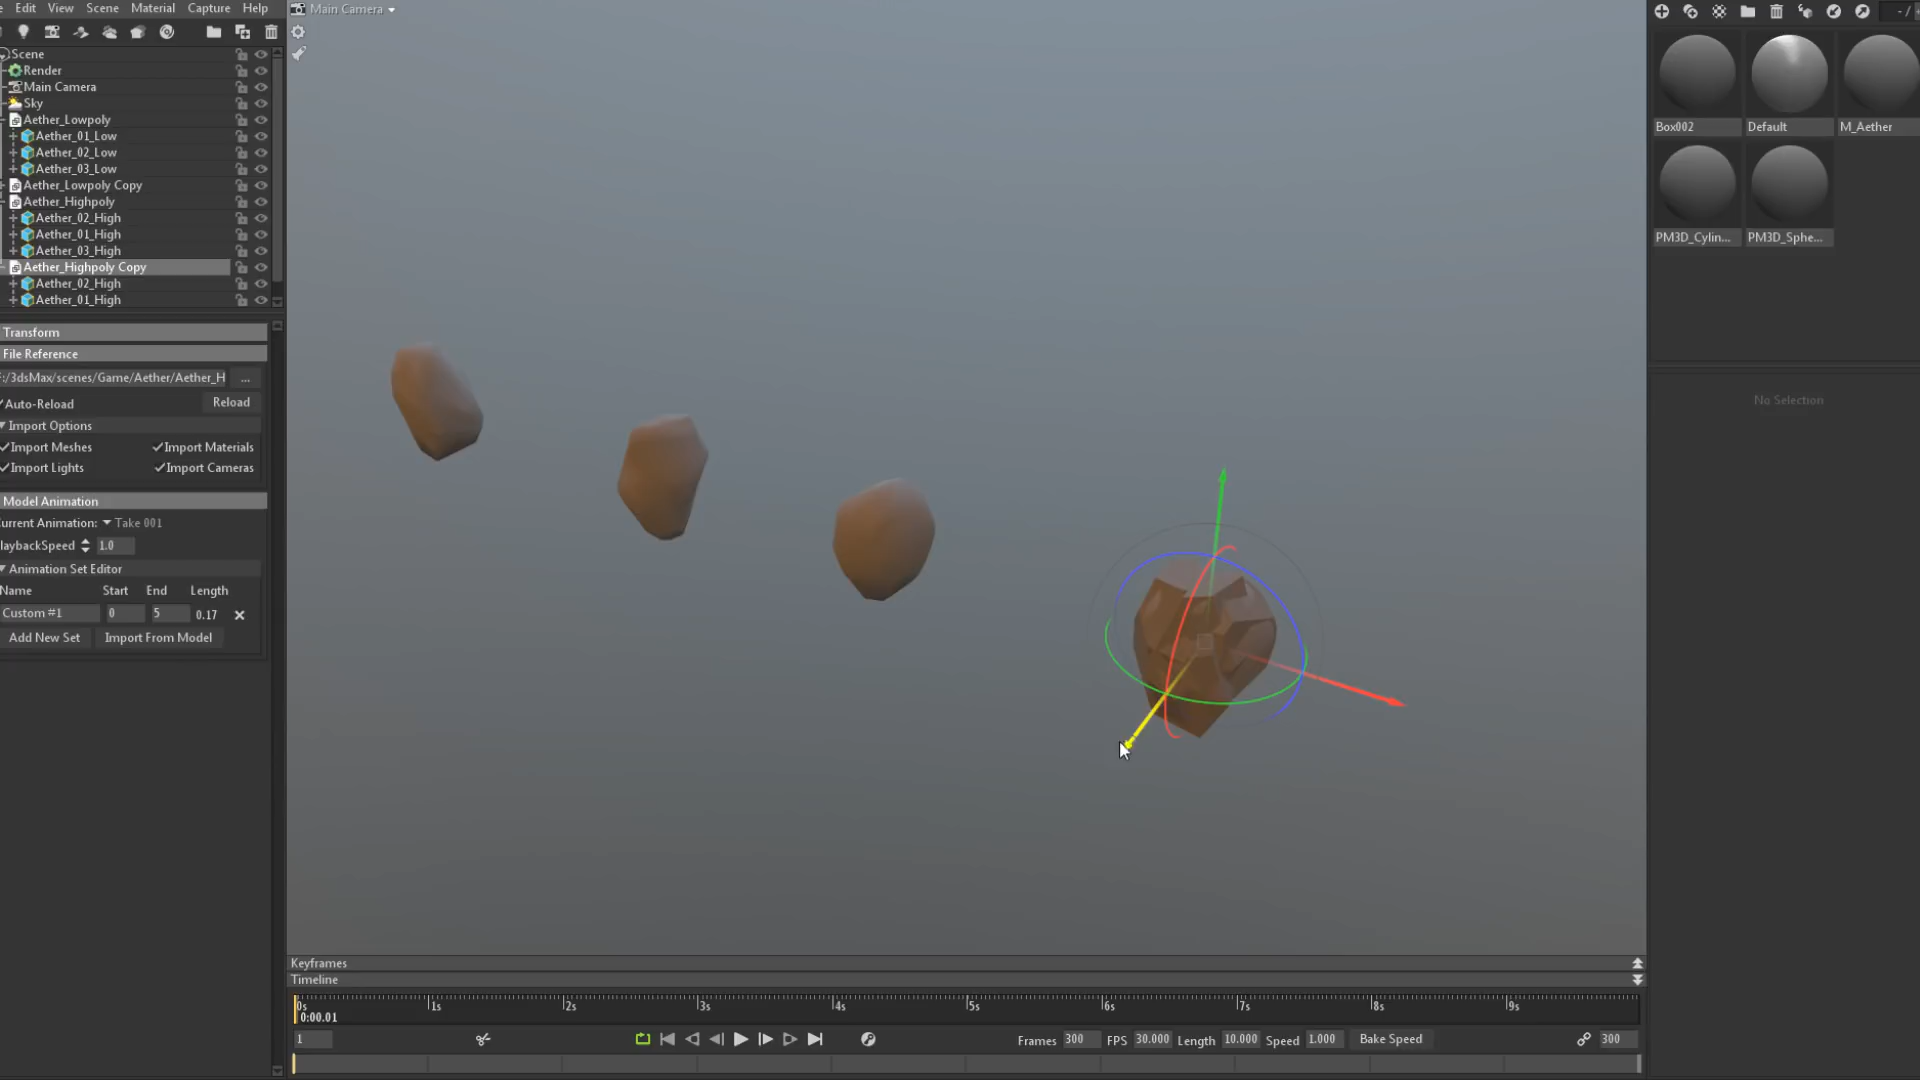 Edit View Scene Material Capture Help
Scene
Render
Main Camera
Sky
Aether_Lowpoly
Aether_01_Low
Aether_02_Low
Aether_03_Low
Aether_Lowpoly Copy
Aether_Highpoly
Aether_02_High
Aether_01_High
Aether_03_High
Aether_Highpoly Copy
Aether_02_High
Aether_01_High
Transform
File Reference
:/3dsMax/scenes/Game/Aether/Aether_H ...
Auto-Reload Reload
Import Options
Import Meshes Import Materials
Import Lights Import Cameras
Model Animation
urrent Animation: Take 001
laybackSpeed 1.0
Animation Set Editor
Name Start End Length
Custom #1 0 5 0.17
Add New Set Import From Model
Main Camera
Keyframes
Timeline
0s 1s 2s 3s 4s 5s 6s 7s 8s 9s
0:00.01
1 Frames 300 FPS 30.000 Length 10.000 Speed 1.000 Bake Speed 300
- /
Box002 Default M_Aether
PM3D_Cylin... PM3D_Sphe...
No Selection